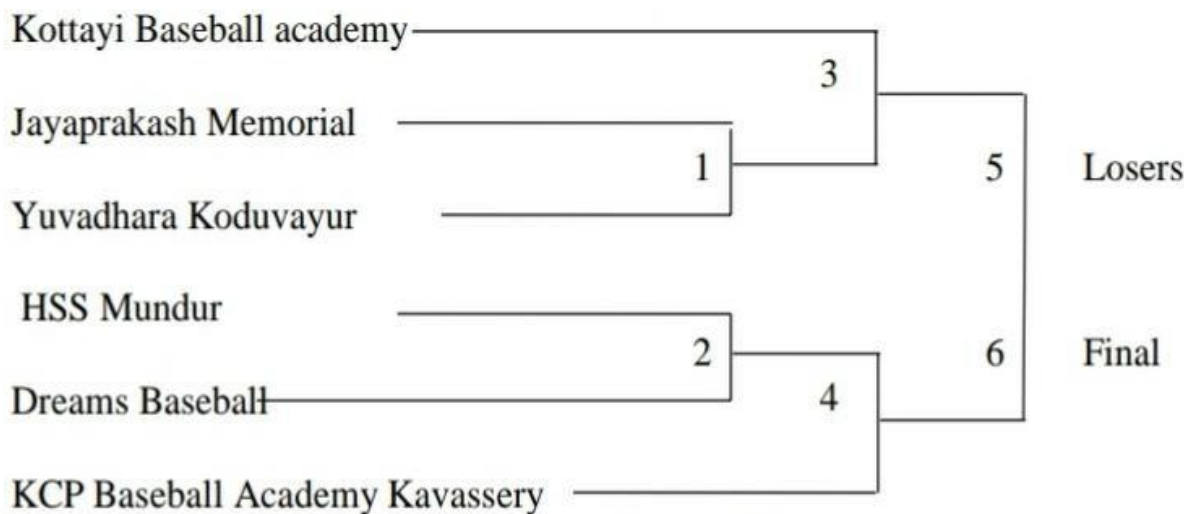 Kottayi Baseball academy
3
Jayaprakash Memorial
1
5 Losers
Yuvadhara Koduvayur
HSS Mundur
2
6 Final
Dreams Baseball
4
KCP Baseball Academy Kavassery